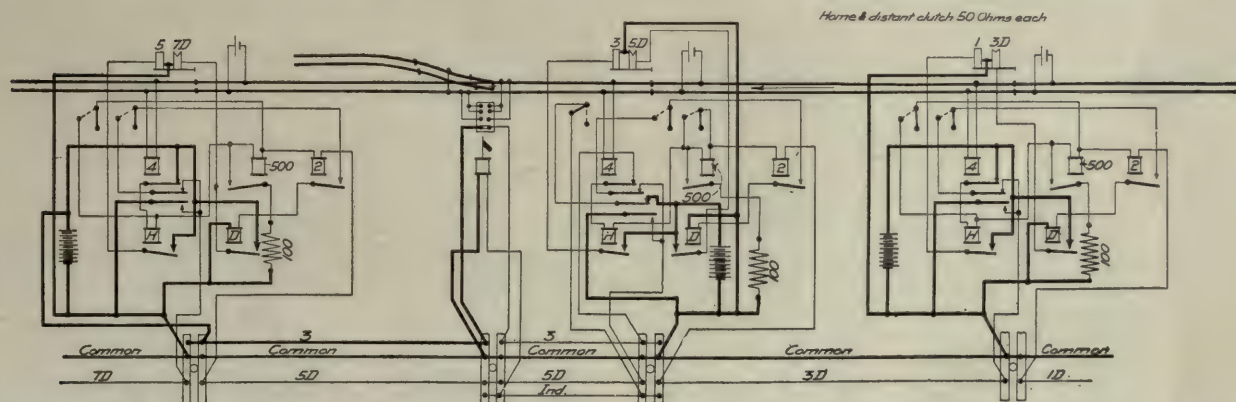 Home & distant clutch 50 Ohms each
5 7D
3 5D
1 3D
4
500
2
H
D
100
4
500
2
H
D
100
4
500
2
H
D
100
3
3
Common
Common
Common
Common
Common
7D
5D
5D
3D
1D
Ind.